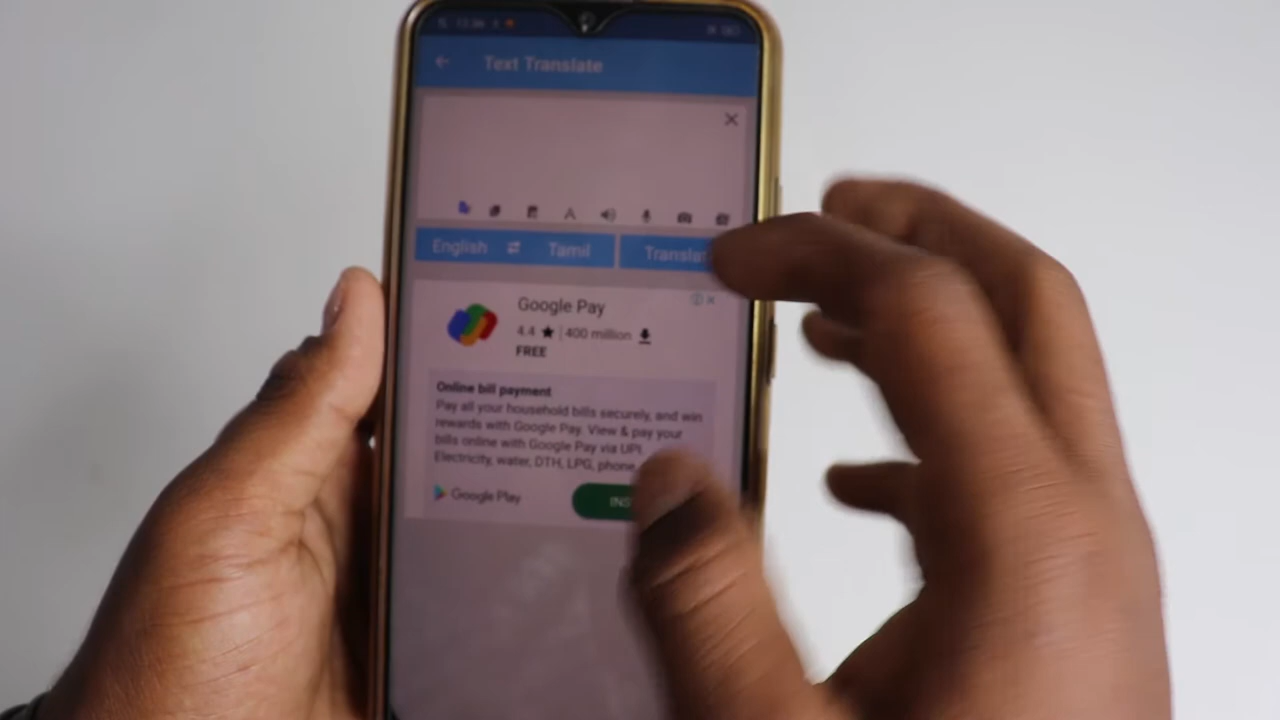 Text Translate
English
Tamil
Google Pay
4.4 ★ | 400 million
FREE
Online bill payment
Pay all your household bills securely, and win
rewards with Google Pay. View & pay your
bills online with Google Pay via UPI.
Electricity, water, DTH, LPG, phone,
Google Play